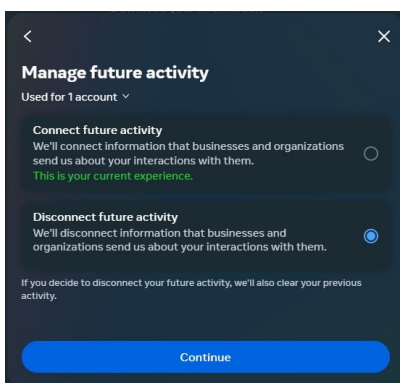 Manage future activity
Used for 1 account
Connect future activity
We'll connect information that businesses and organizations
send us about your interactions with them.
This is your current experience.
Disconnect future activity
We'll disconnect information that businesses and
organizations send us about your interactions with them.
If you decide to disconnect your future activity, we'll also clear your previous
activity.
Continue